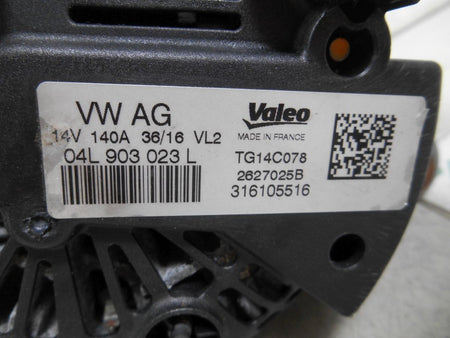 VW AG
14V 140A 36/16 VL2
04L 903 023 L
Valeo
MADE IN FRANCE
TG14C078
2627025B
316105516